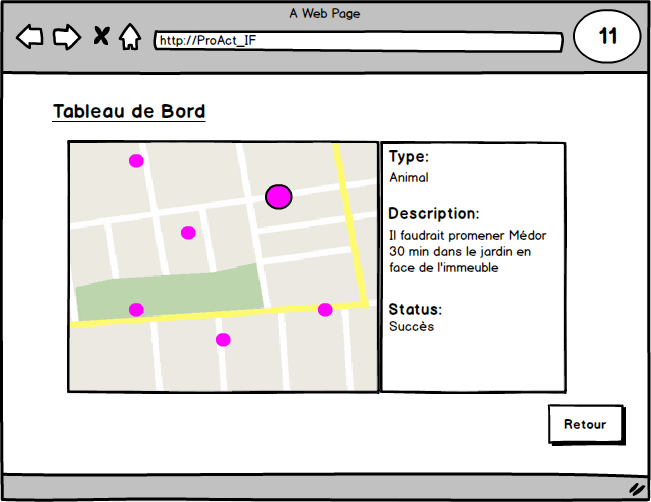 A Web Page
http://ProAct_IF
11
Tableau de Bord
Type:
Animal
Description:
Il faudrait promener Médor
30 min dans le jardin en
face de l'immeuble
Status:
Succès
Retour